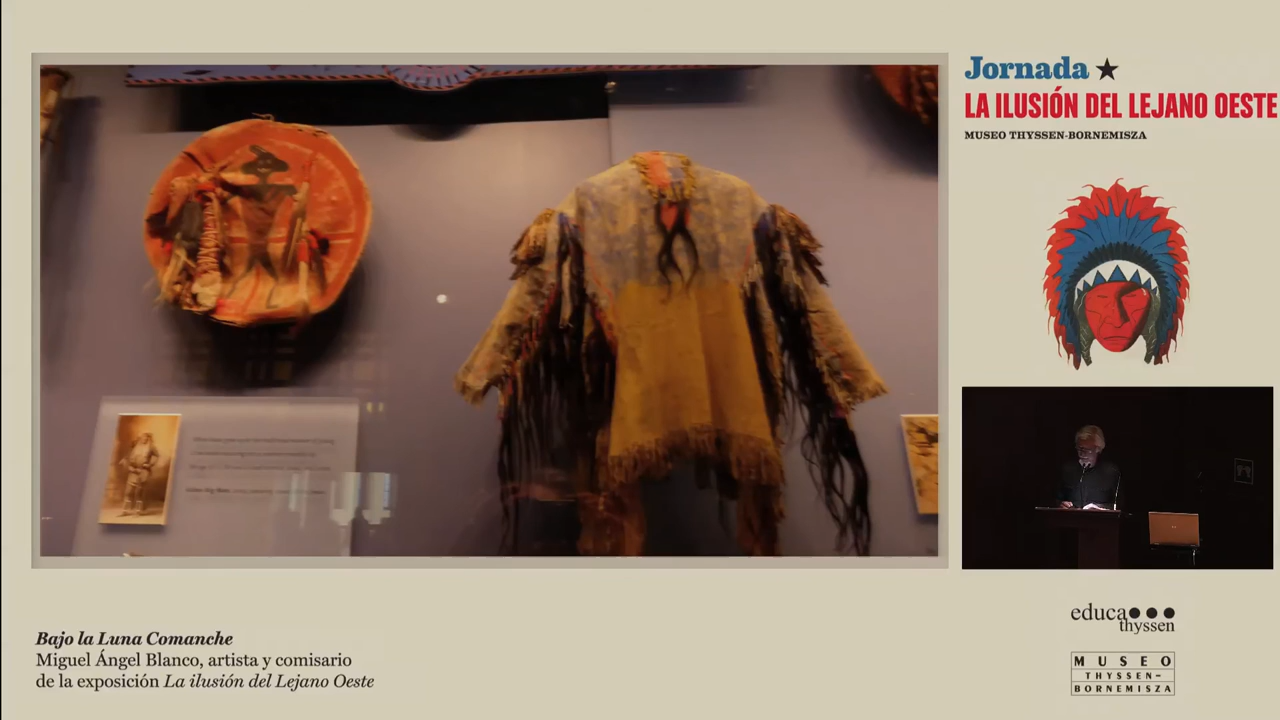 Jornada ★
LA ILUSIÓN DEL LEJANO OESTE
MUSEO THYSSEN-BORNEMISZA
Bajo la Luna Comanche
Miguel Ángel Blanco, artista y comisario
de la exposición La ilusión del Lejano Oeste
educa
thyssen
MUSEO
THYSSEN-
BORNEMISZA